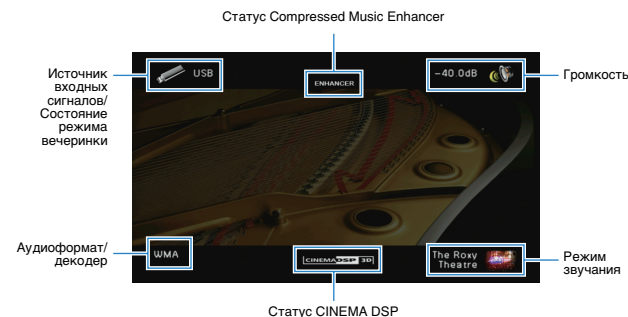 Статус Compressed Music Enhancer
Источник
входных
сигналов/
Состояние
режима
вечеринки
USB
ENHANCER
-40.0dB
Громкость
Аудиоформат/
декодер
WMA
CINEMA DSP 3D
The Roxy
Theatre
Режим
звучания
Статус CINEMA DSP